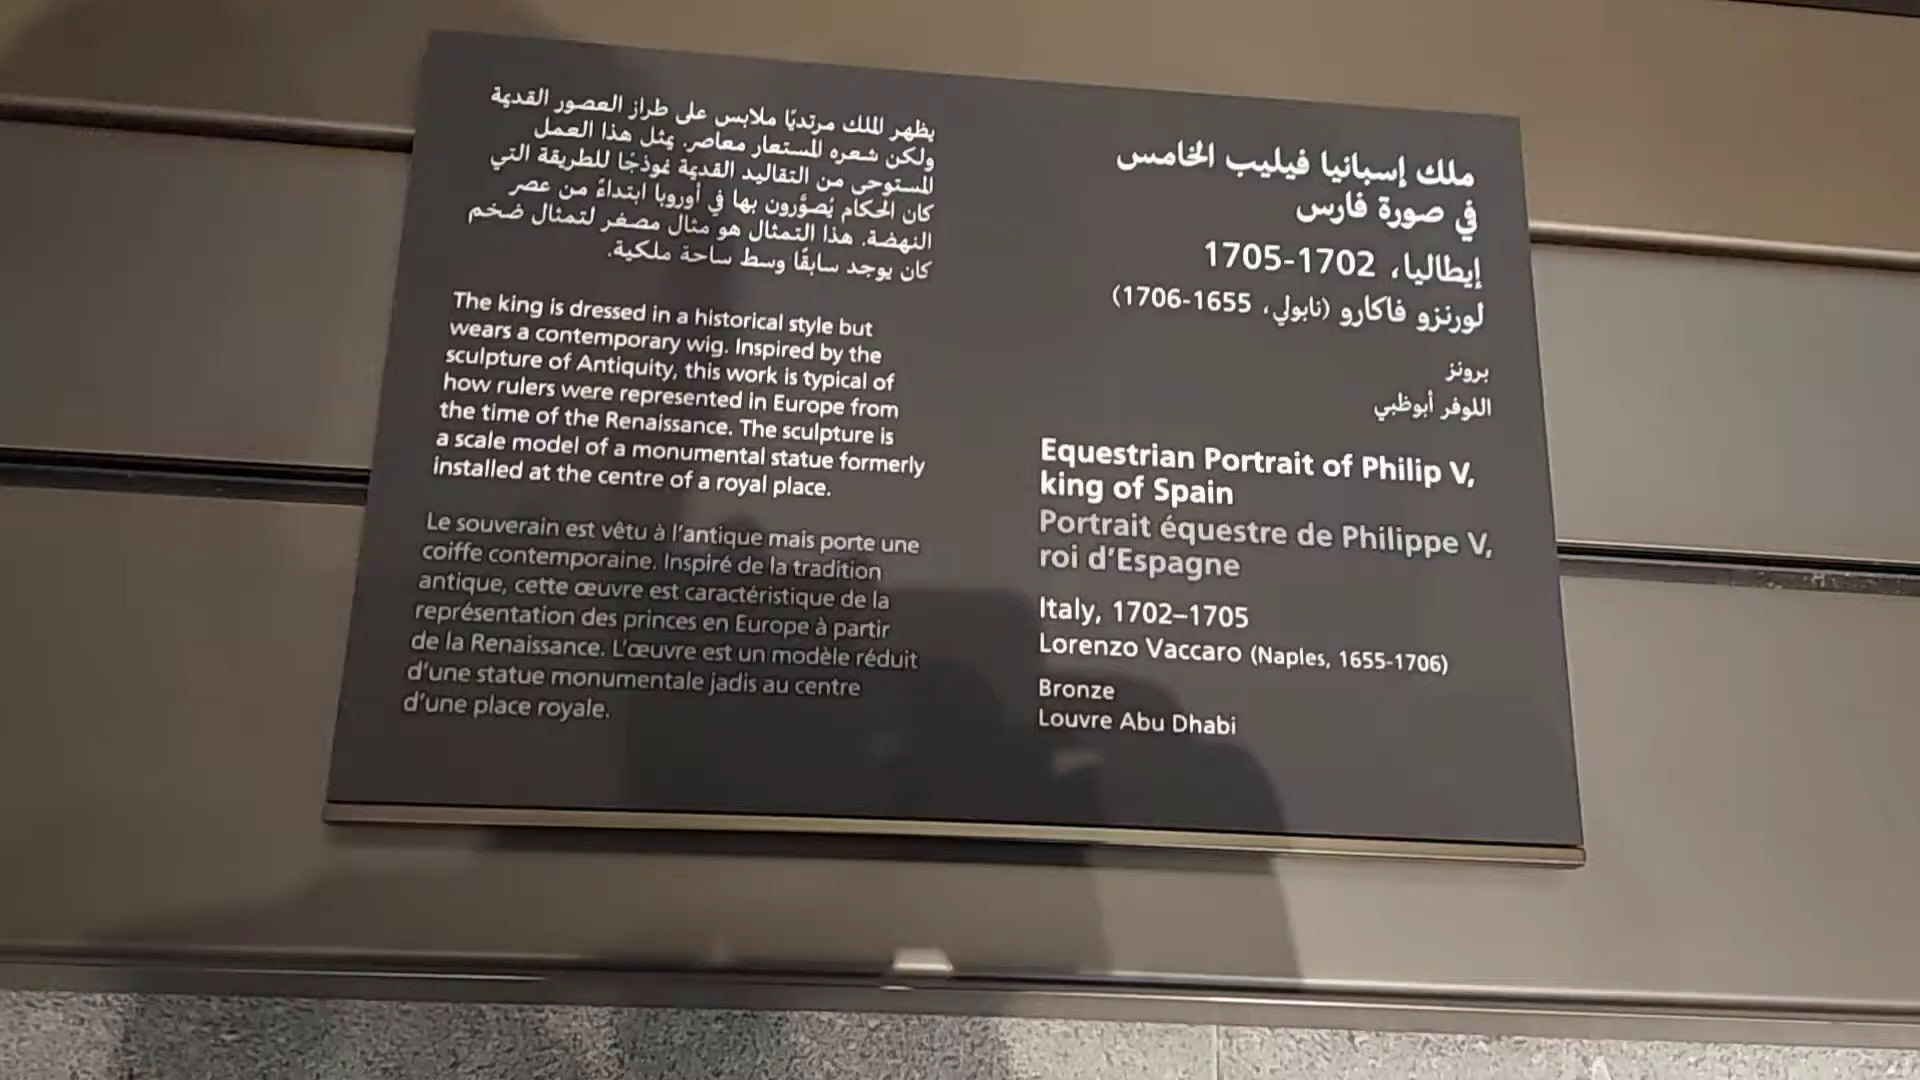 يظهر الملك مرتديًا ملابس على طراز العصور القديمة
ولكن شعره المستعار معاصر. يمثل هذا العمل
المستوحى من التقاليد القديمة نموذجًا للطريقة التي
كان الحكام يُصوَّرون بها في أوروبا ابتداءً من عصر
النهضة. هذا التمثال هو مثال مصغر لتمثال ضخم
كان يوجد سابقًا وسط ساحة ملكية.
The king is dressed in a historical style but
wears a contemporary wig. Inspired by the
sculpture of Antiquity, this work is typical of
how rulers were represented in Europe from
the time of the Renaissance. The sculpture is
a scale model of a monumental statue formerly
installed at the centre of a royal place.
Le souverain est vêtu à l’antique mais porte une
coiffe contemporaine. Inspiré de la tradition
antique, cette œuvre est caractéristique de la
représentation des princes en Europe à partir
de la Renaissance. L’œuvre est un modèle réduit
d’une statue monumentale jadis au centre
d’une place royale.
ملك إسبانيا فيليب الخامس
في صورة فارس
إيطاليا، 1702-1705
لورنزو فاكارو (نابولي، 1655-1706)
برونز
اللوفر أبوظبي
Equestrian Portrait of Philip V,
king of Spain
Portrait équestre de Philippe V,
roi d’Espagne
Italy, 1702–1705
Lorenzo Vaccaro (Naples, 1655-1706)
Bronze
Louvre Abu Dhabi